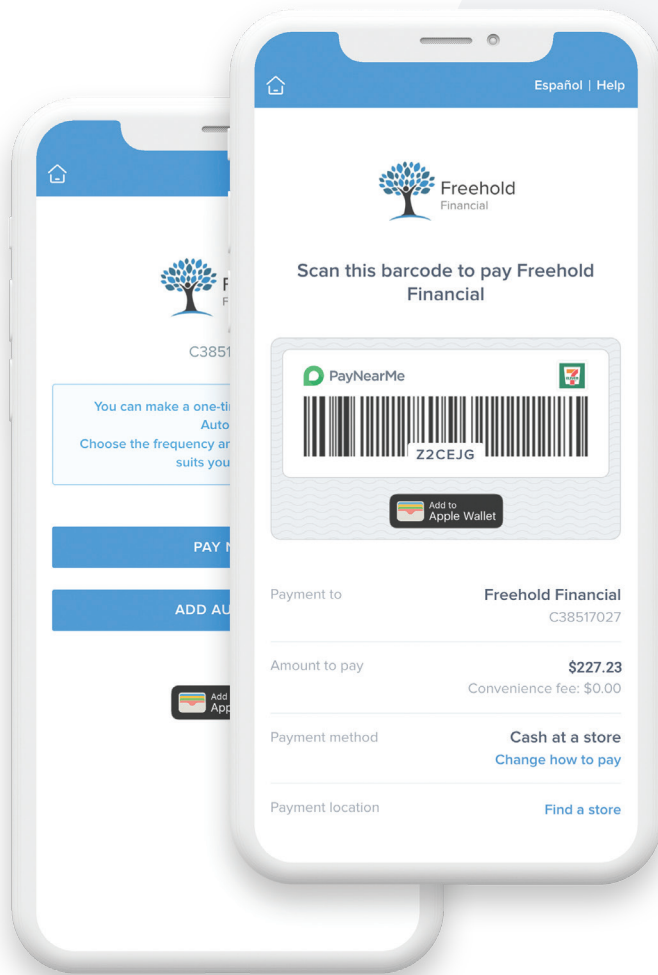 Español | Help
Freehold
Financial
Scan this barcode to pay Freehold
Financial
PayNearMe
Z2CEJG
Add to
Apple Wallet
Payment to
Freehold Financial
C38517027
Amount to pay
$227.23
Convenience fee: $0.00
Payment method
Cash at a store
Change how to pay
Payment location
Find a store
C3851
You can make a one-ti
Auto
Choose the frequency an
suits you
PAY
ADD AU
Add
App